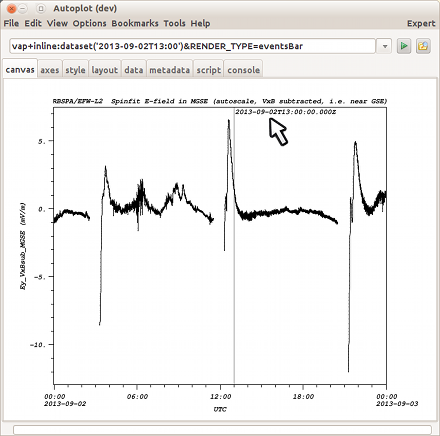 Autoplot (dev)
File Edit View Options Bookmarks Tools Help Expert
vap+inline:dataset('2013-09-02T13:00')&RENDER_TYPE=eventsBar
canvas axes style layout data metadata script console
RBSPA/EFW-L2 Spinfit E-field in MGSE (autoscale, VxB subtracted, i.e. near GSE)
2013-09-02T13:00:00.000Z
5.
0.
-5.
-10.
Ey_VxBsub_MGSE (mV/m)
00:00 06:00 12:00 18:00 00:00
2013-09-02 2013-09-03
UTC